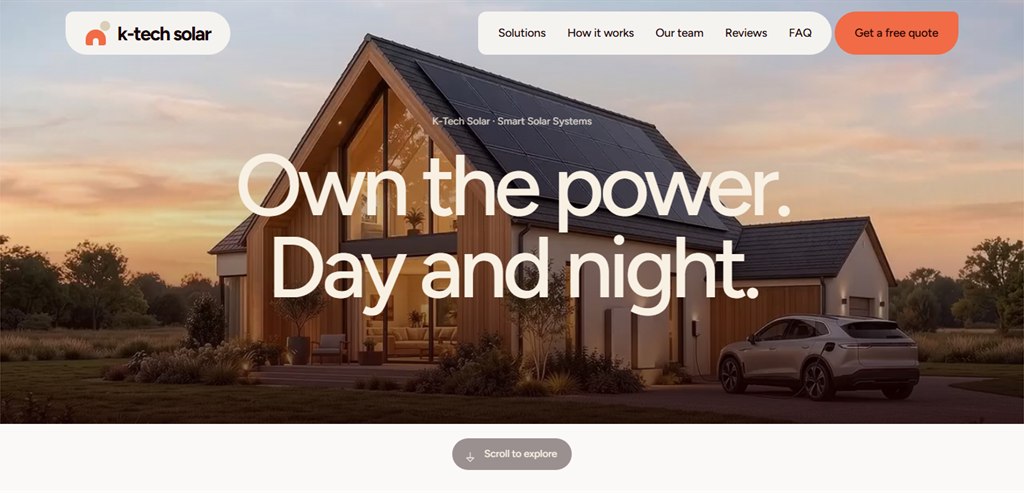 k-tech solar
Solutions How it works Our team Reviews FAQ Get a free quote
K-Tech Solar · Smart Solar Systems
Own the power.
Day and night.
Scroll to explore